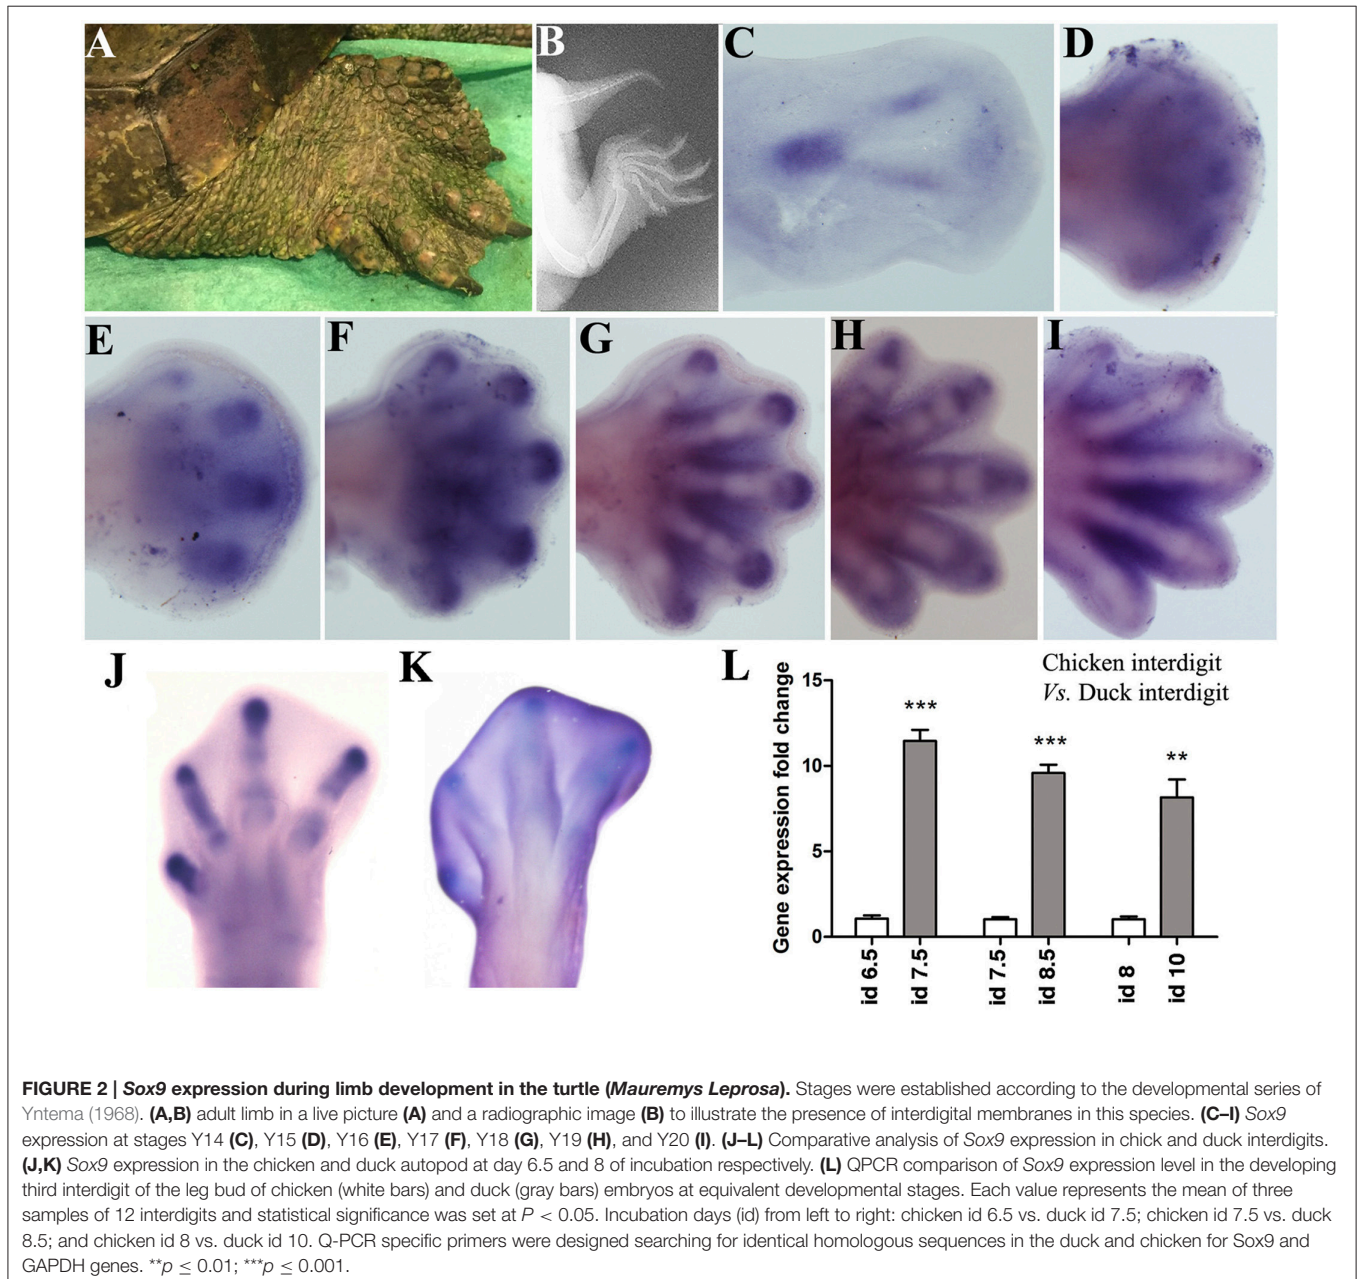 A
B
C
D
E
F
G
H
I
J
K
L
Chicken interdigit
Vs. Duck interdigit
Gene expression fold change
15
10
5
0
***
***
**
id 6.5
id 7.5
id 7.5
id 8.5
id 8
id 10
FIGURE 2 | Sox9 expression during limb development in the turtle (Mauremys Leprosa). Stages were established according to the developmental series of
Yntema (1968). (A,B) adult limb in a live picture (A) and a radiographic image (B) to illustrate the presence of interdigital membranes in this species. (C–I) Sox9
expression at stages Y14 (C), Y15 (D), Y16 (E), Y17 (F), Y18 (G), Y19 (H), and Y20 (I). (J–L) Comparative analysis of Sox9 expression in chick and duck interdigits.
(J,K) Sox9 expression in the chicken and duck autopod at day 6.5 and 8 of incubation respectively. (L) QPCR comparison of Sox9 expression level in the developing
third interdigit of the leg bud of chicken (white bars) and duck (gray bars) embryos at equivalent developmental stages. Each value represents the mean of three
samples of 12 interdigits and statistical significance was set at P < 0.05. Incubation days (id) from left to right: chicken id 6.5 vs. duck id 7.5; chicken id 7.5 vs. duck
8.5; and chicken id 8 vs. duck id 10. Q-PCR specific primers were designed searching for identical homologous sequences in the duck and chicken for Sox9 and
GAPDH genes. **p ≤ 0.01; ***p ≤ 0.001.